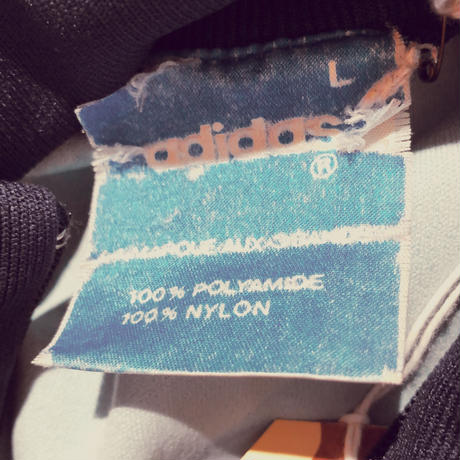 L
adidas
®
100% POLYAMIDE
100% NYLON